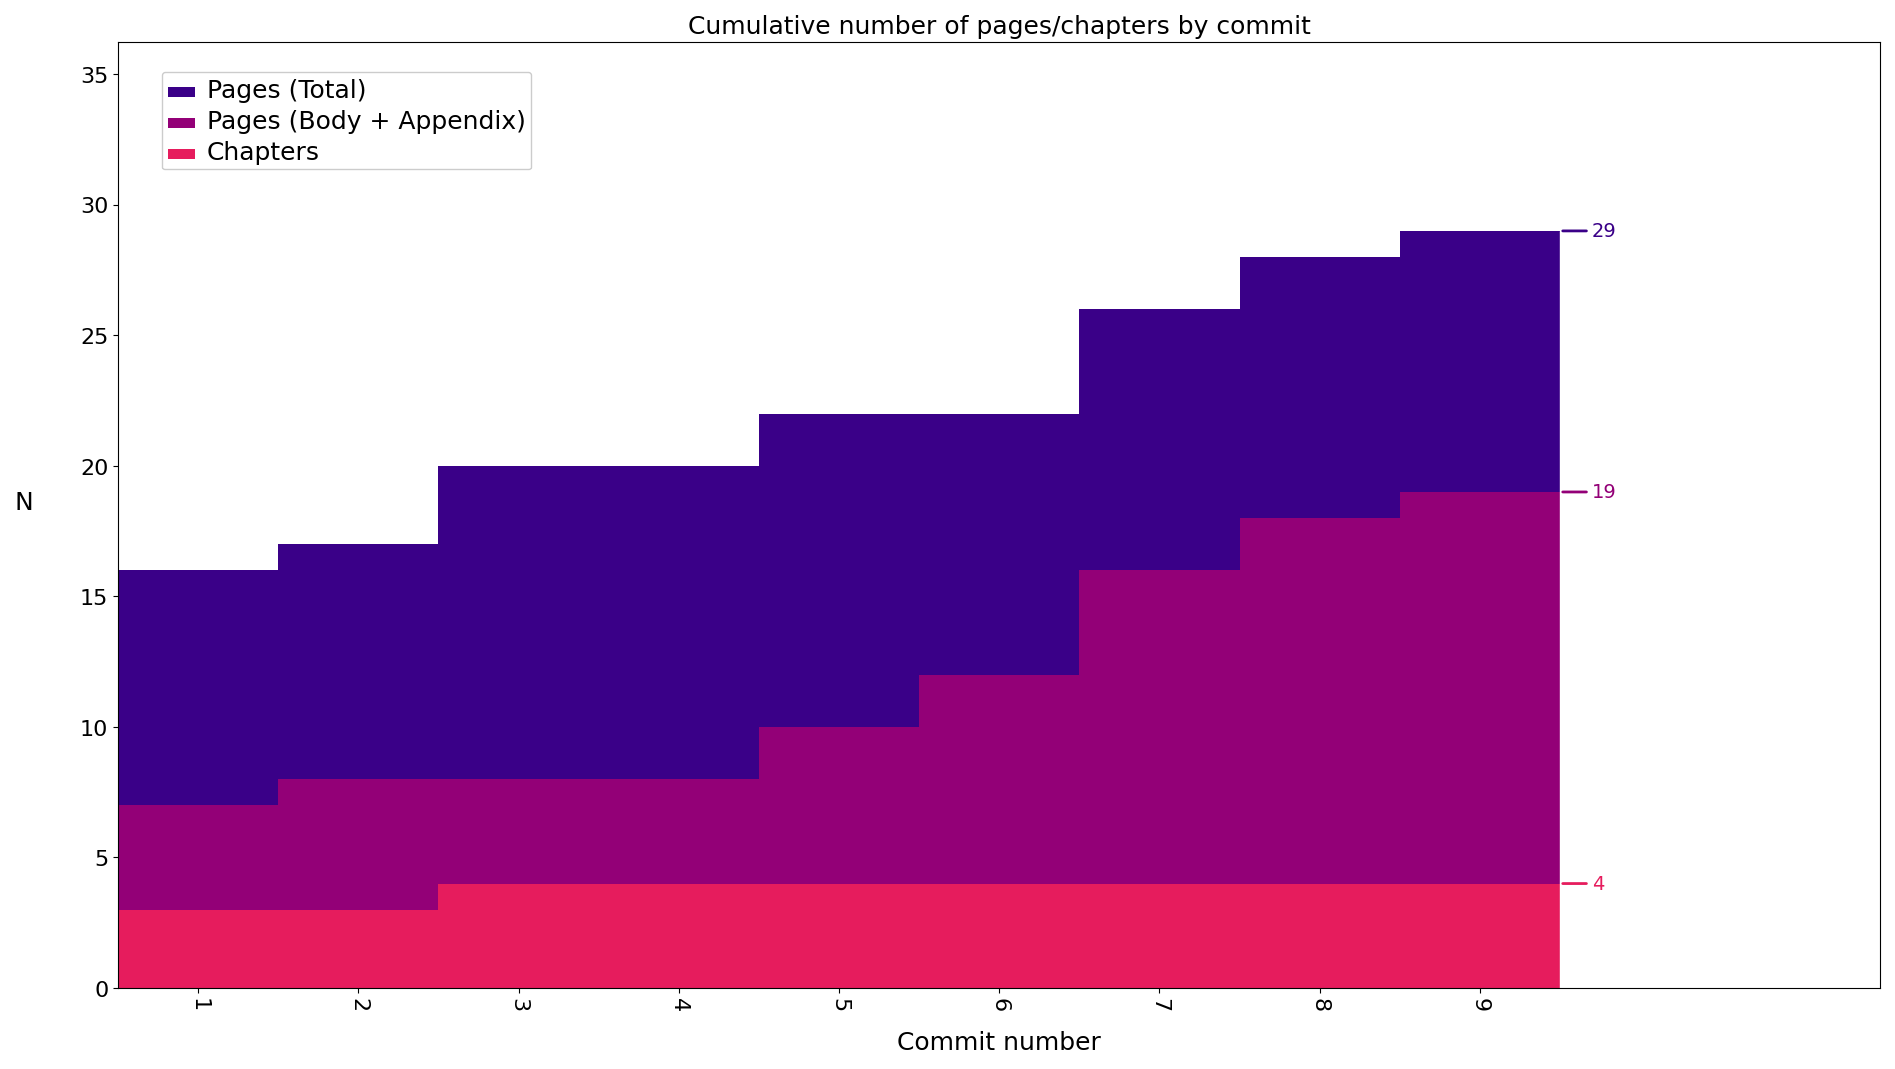 Cumulative number of pages/chapters by commit
Pages (Total)
Pages (Body + Appendix)
Chapters
35
30
25
20
15
10
5
0
N
29
19
4
1 2 3 4 5 6 7 8 9
Commit number